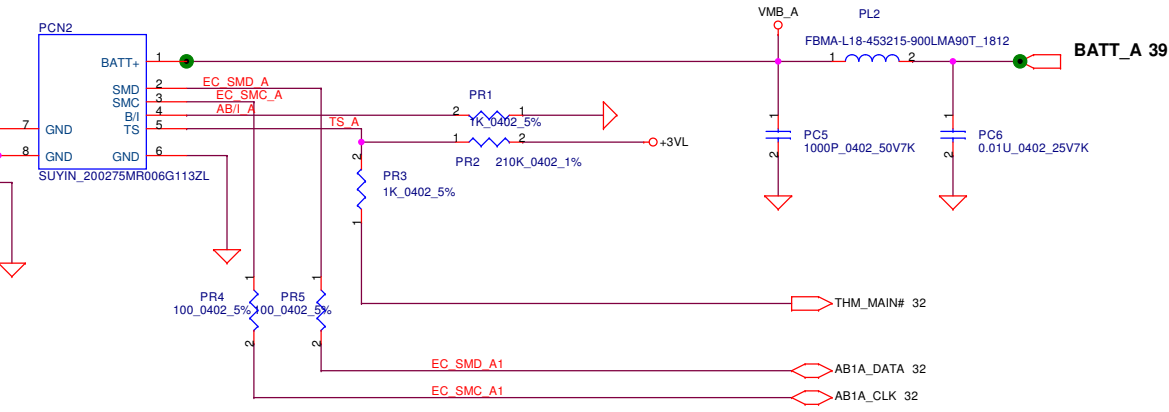 PCN2
BATT+
1
SMD
2
EC_SMD_A
SMC
3
EC_SMC_A
B/I
4
AB/I_A
TS
5
TS_A
7
GND
8
GND
GND
6
SUYIN_200275MR006G113ZL
VMB_A
PL2
FBMA-L18-453215-900LMA90T_1812
1
2
BATT_A 39
PR1
2
1
1K_0402_5%
1
2
+3VL
PR2
210K_0402_1%
2
PR3
1K_0402_5%
1
1
PC5
1000P_0402_50V7K
2
1
PC6
0.01U_0402_25V7K
2
1
1
PR4
PR5
100_0402_5%
100_0402_5%
2
2
THM_MAIN# 32
EC_SMD_A1
AB1A_DATA 32
EC_SMC_A1
AB1A_CLK 32